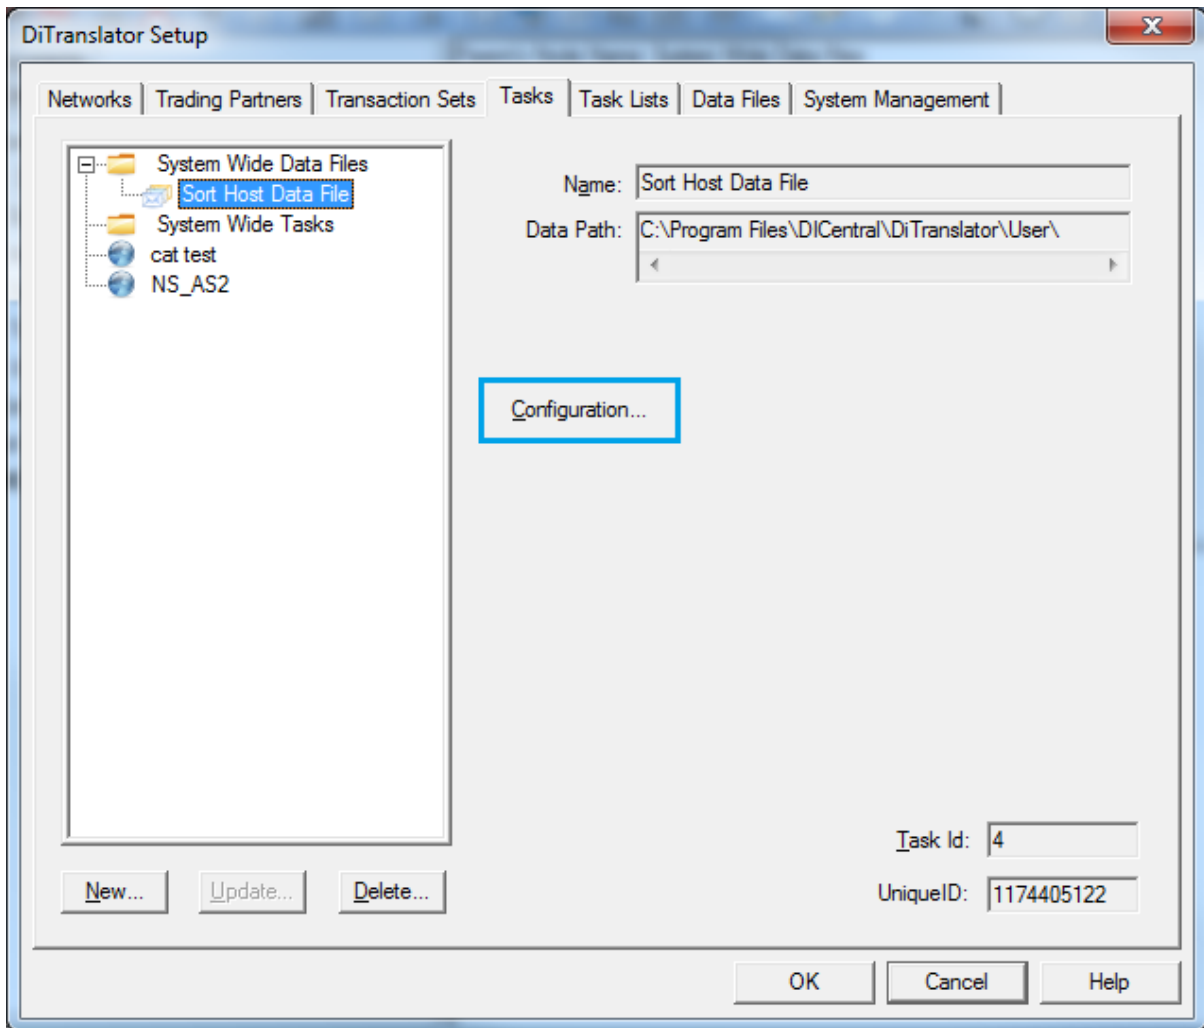 DiTranslator Setup
Networks Trading Partners Transaction Sets Tasks Task Lists Data Files System Management
System Wide Data Files
Sort Host Data File
System Wide Tasks
cat test
NS_AS2
Name: Sort Host Data File
Data Path: C:\Program Files\DICentral\DiTranslator\User\
Configuration...
Task Id: 4
UniqueID: 1174405122
New... Update... Delete...
OK Cancel Help